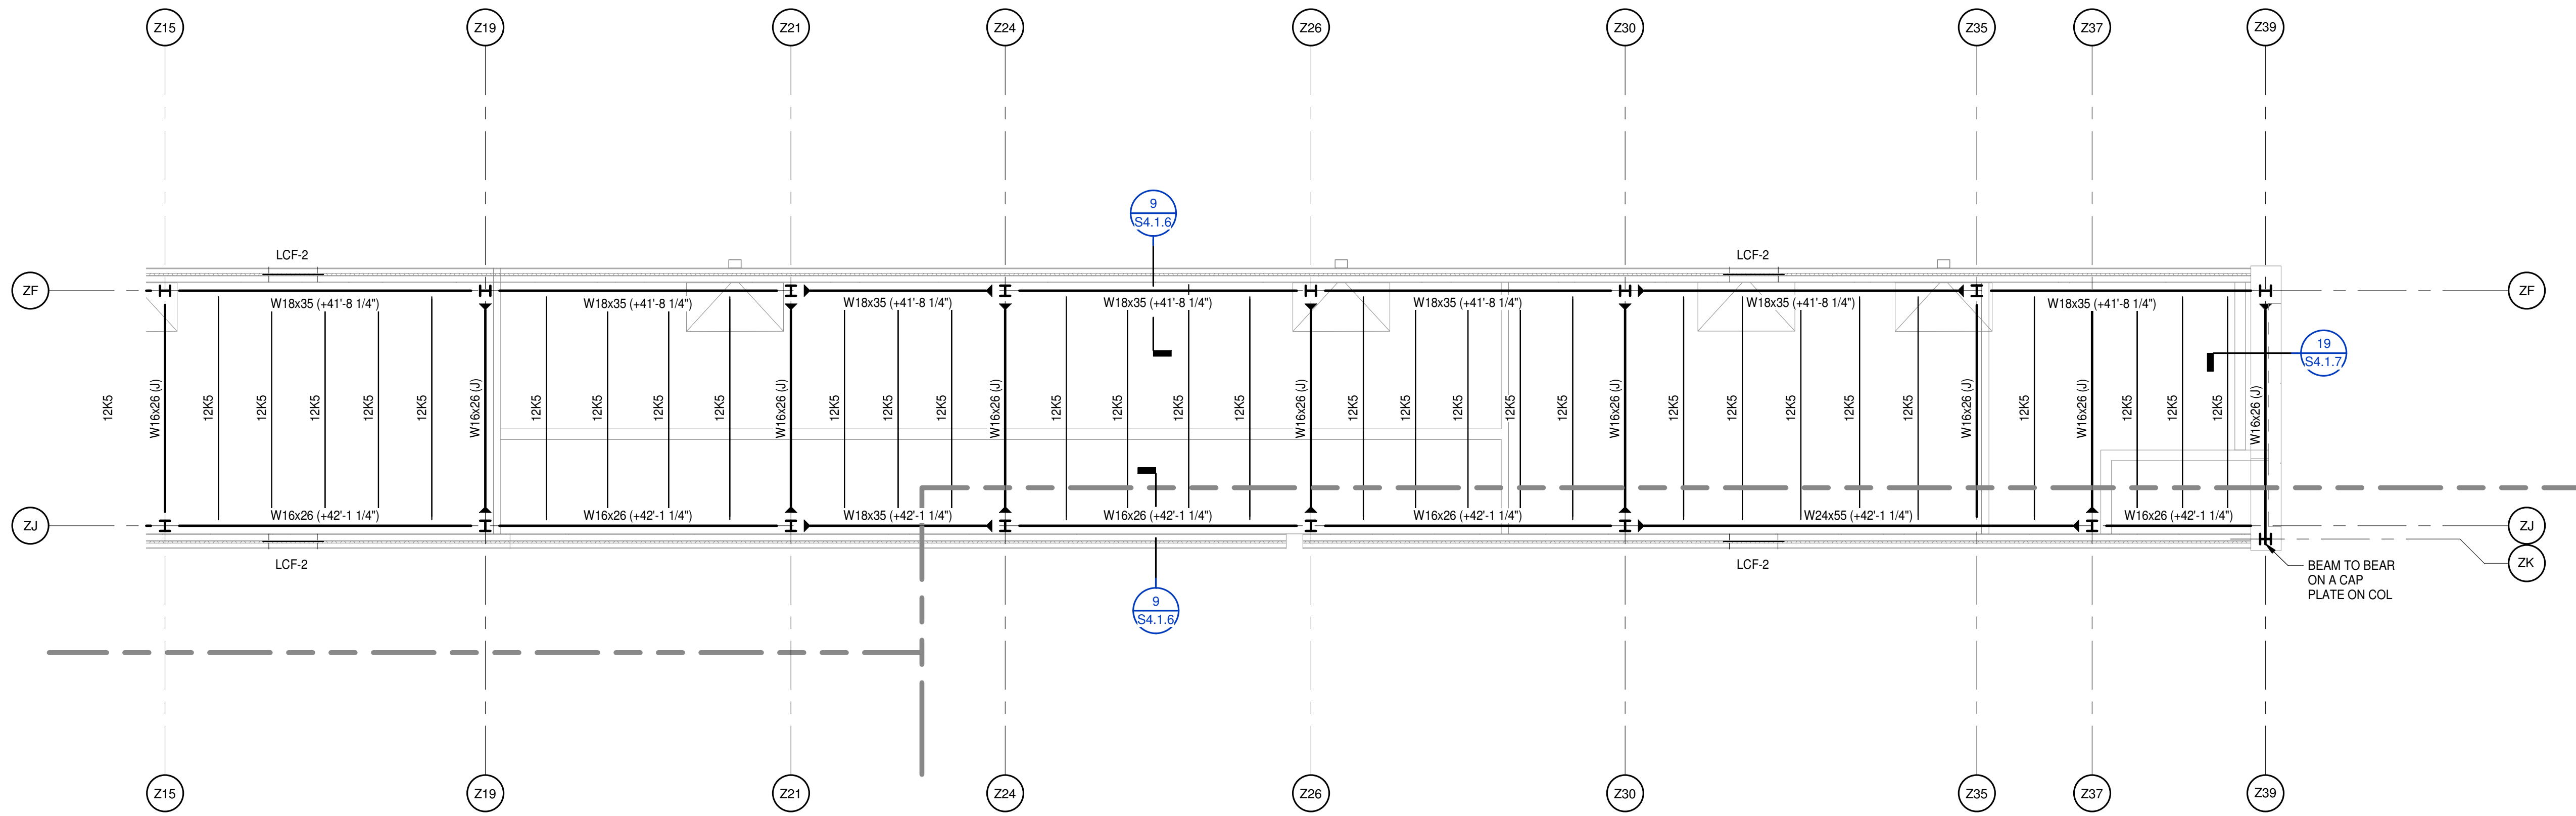 Z15 Z19 Z21 Z24 Z26 Z30 Z35 Z37 Z39
9
S4.1.6
LCF-2 LCF-2
ZF ZF
W18x35 (+41'-8 1/4") W18x35 (+41'-8 1/4") W18x35 (+41'-8 1/4") W18x35 (+41'-8 1/4") W18x35 (+41'-8 1/4") W18x35 (+41'-8 1/4") W18x35 (+41'-8 1/4")
19
S4.1.7
12K5 W16x26 (J) 12K5 12K5 12K5 12K5 12K5 W16x26 (J) 12K5 12K5 12K5 12K5 W16x26 (J) 12K5 12K5 12K5 W16x26 (J) 12K5 12K5 12K5 12K5 W16x26 (J) 12K5 12K5 12K5 12K5 12K5 W16x26 (J) 12K5 12K5 12K5 12K5 12K5 W16x26 (J) 12K5 W16x26 (J) 12K5 12K5 12K5 W16x26 (J)
W16x26 (+42'-1 1/4") W16x26 (+42'-1 1/4") W18x35 (+42'-1 1/4") W16x26 (+42'-1 1/4") W16x26 (+42'-1 1/4") W24x55 (+42'-1 1/4") W16x26 (+42'-1 1/4")
ZJ ZJ
LCF-2 LCF-2
ZK
BEAM TO BEAR
ON A CAP
PLATE ON COL
9
S4.1.6
Z15 Z19 Z21 Z24 Z26 Z30 Z35 Z37 Z39